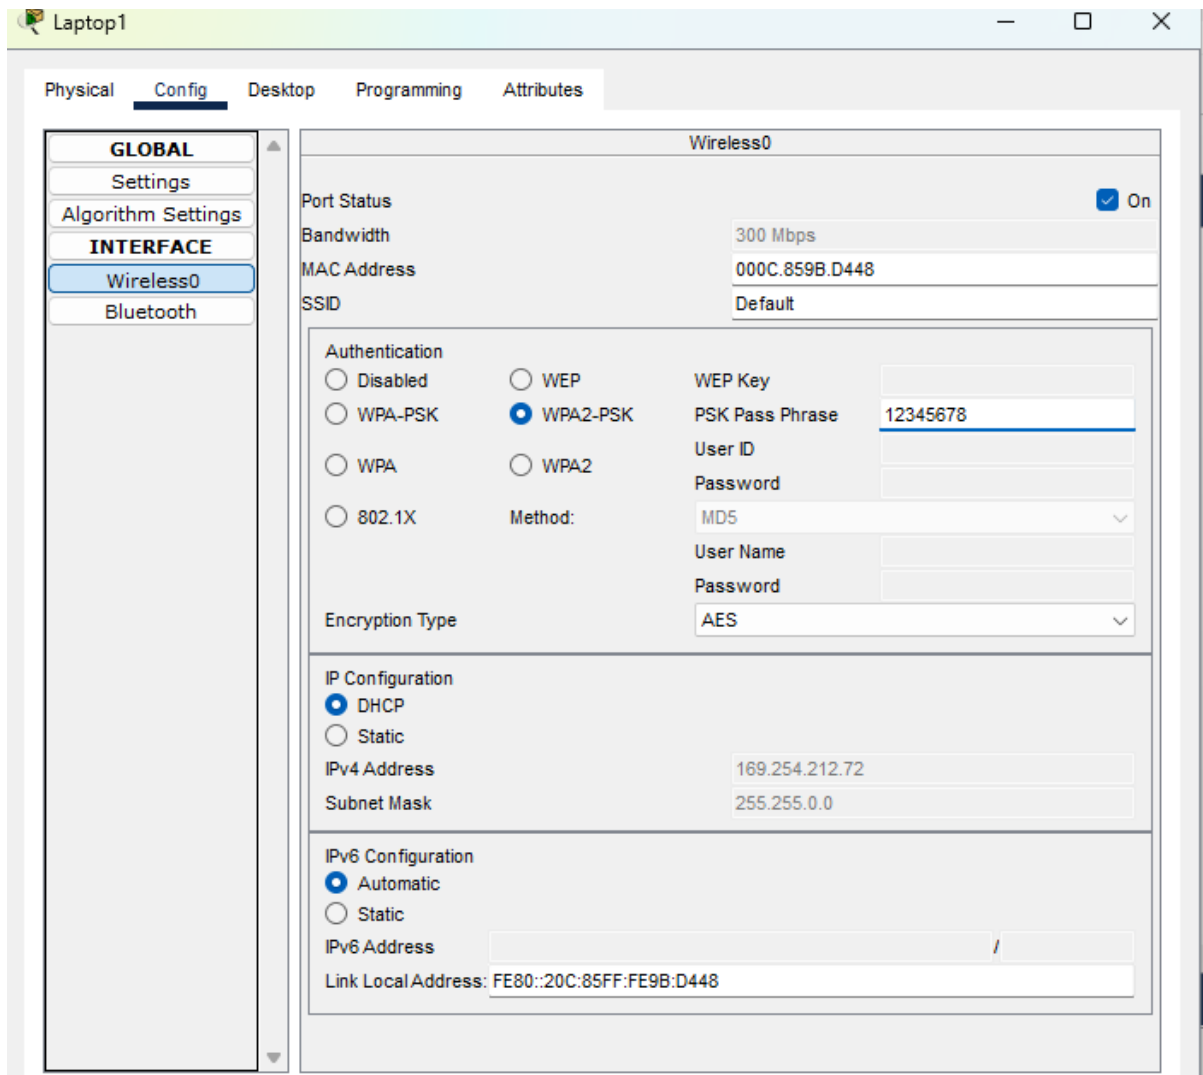 Laptop1
Physical Config Desktop Programming Attributes
GLOBAL
Settings
Algorithm Settings
INTERFACE
Wireless0
Bluetooth
Wireless0
Port Status On
Bandwidth 300 Mbps
MAC Address 000C.859B.D448
SSID Default
Authentication
Disabled WEP WEP Key
WPA-PSK WPA2-PSK PSK Pass Phrase 12345678
User ID
WPA WPA2
Password
802.1X Method: MD5
User Name
Password
Encryption Type AES
IP Configuration
DHCP
Static
IPv4 Address 169.254.212.72
Subnet Mask 255.255.0.0
IPv6 Configuration
Automatic
Static
IPv6 Address /
Link Local Address: FE80::20C:85FF:FE9B:D448